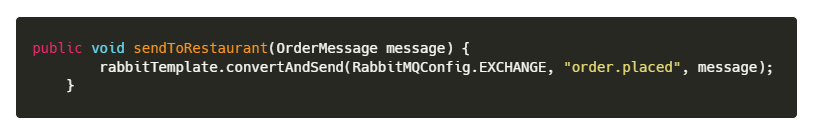 public void sendToRestaurant(OrderMessage message) {
        rabbitTemplate.convertAndSend(RabbitMQConfig.EXCHANGE, "order.placed", message);
    }